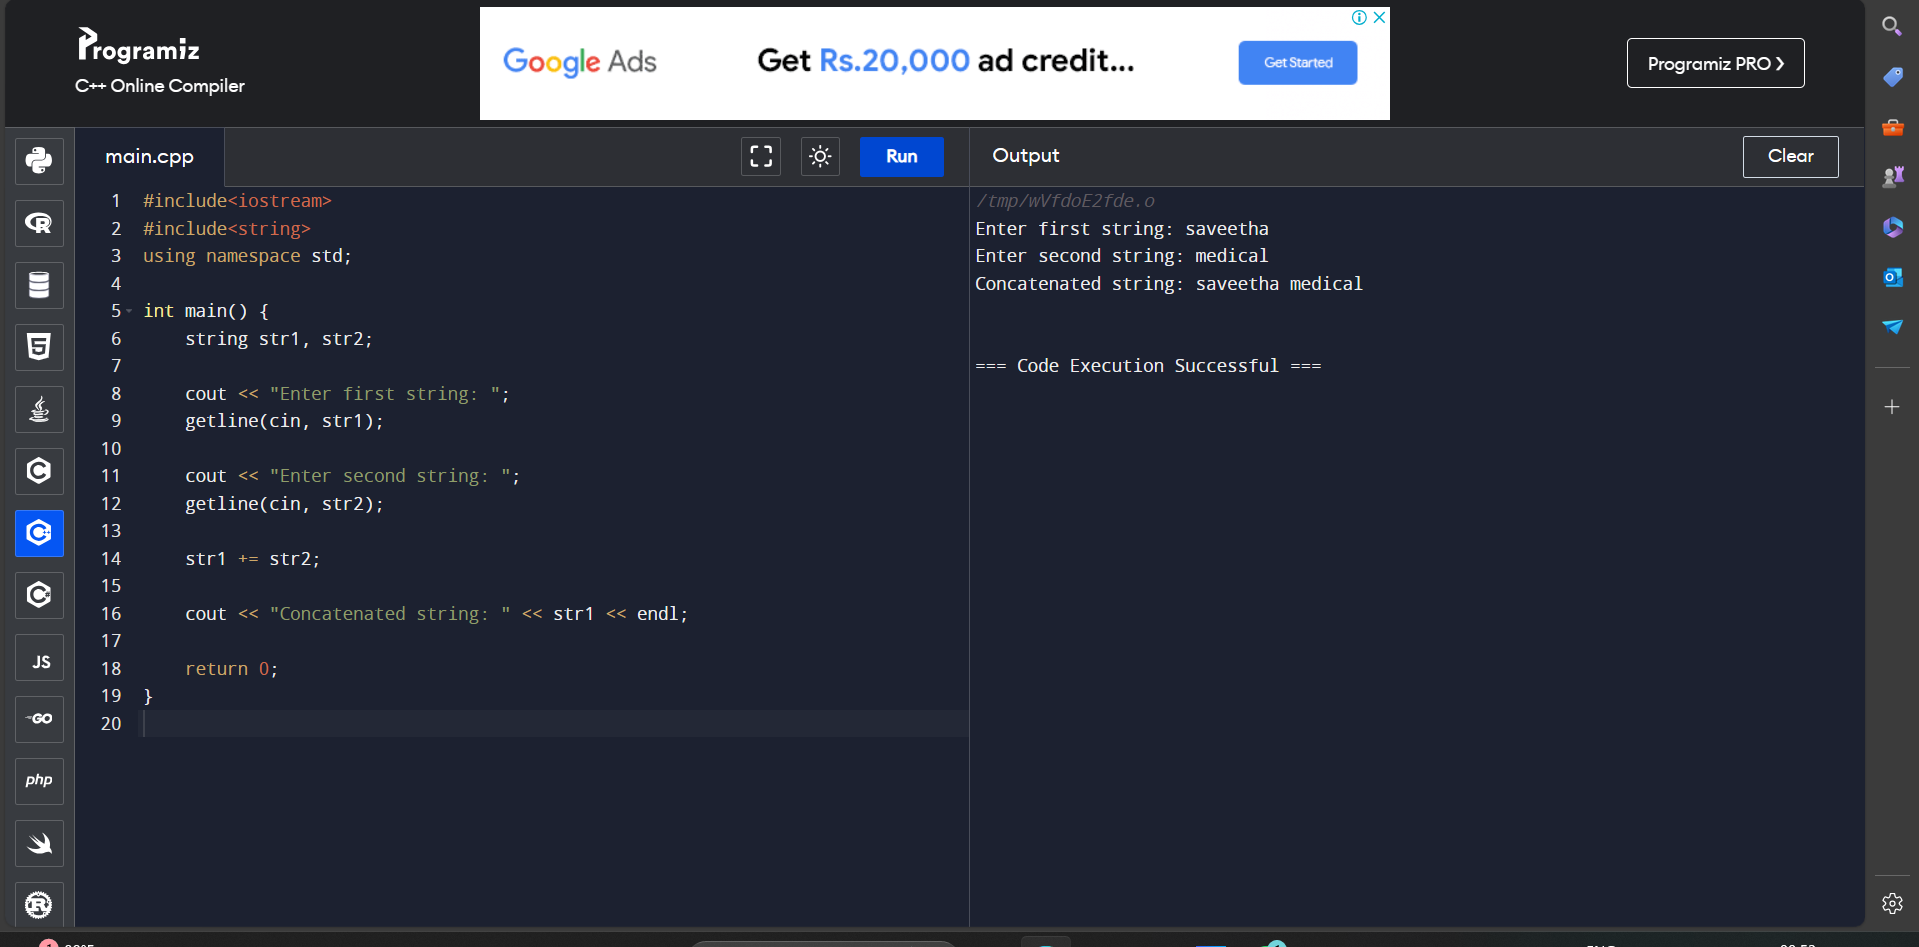 Programiz
C++ Online Compiler
Google Ads
Get Rs.20,000 ad credit...
Get Started
Programiz PRO ❯
main.cpp
Run
Output
Clear
1 #include<iostream>
2 #include<string>
3 using namespace std;
4
5 int main() {
6     string str1, str2;
7
8     cout << "Enter first string: ";
9     getline(cin, str1);
10
11     cout << "Enter second string: ";
12     getline(cin, str2);
13
14     str1 += str2;
15
16     cout << "Concatenated string: " << str1 << endl;
17
18     return 0;
19 }
20
/tmp/wVfdoE2fde.o
Enter first string: saveetha
Enter second string: medical
Concatenated string: saveetha medical
=== Code Execution Successful ===
R
5
C
C++
C#
JS
GO
php
R